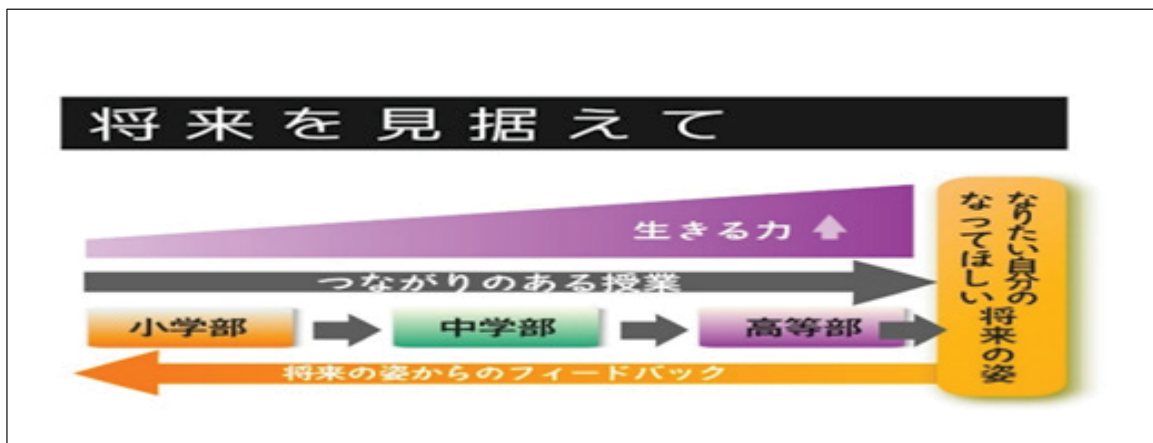 将来を見据えて
生きる力
つながりのある授業
小学部
中学部
高等部
将来の姿からのフィードバック
なりたい自分の
なってほしい
将来の姿